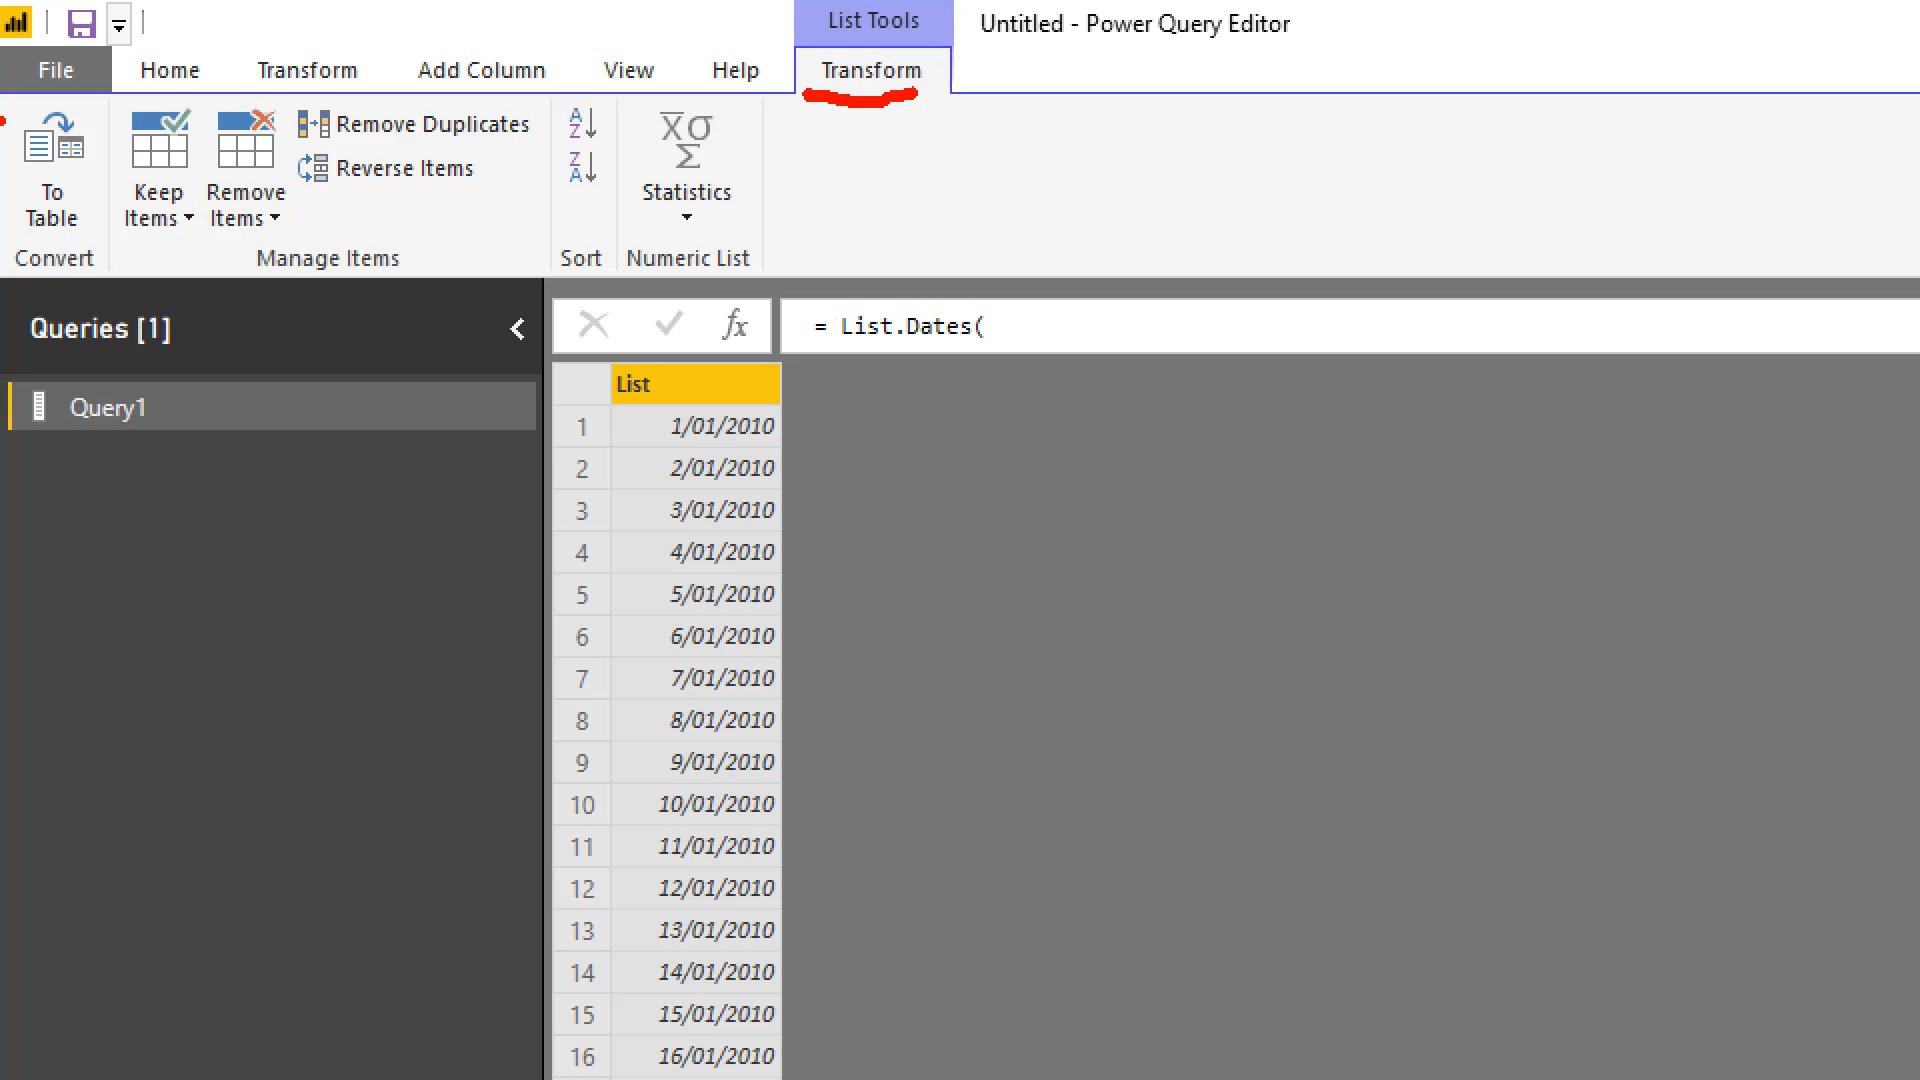 List Tools
Untitled - Power Query Editor
File
Home
Transform
Add Column
View
Help
Transform
To
Table
Convert
Keep
Items
Remove
Items
Remove Duplicates
Reverse Items
Manage Items
A
Z
Z
A
Sort
X̄σ
Σ
Statistics
Numeric List
Queries [1]
Query1
fx
= List.Dates(
List
1 1/01/2010
2 2/01/2010
3 3/01/2010
4 4/01/2010
5 5/01/2010
6 6/01/2010
7 7/01/2010
8 8/01/2010
9 9/01/2010
10 10/01/2010
11 11/01/2010
12 12/01/2010
13 13/01/2010
14 14/01/2010
15 15/01/2010
16 16/01/2010